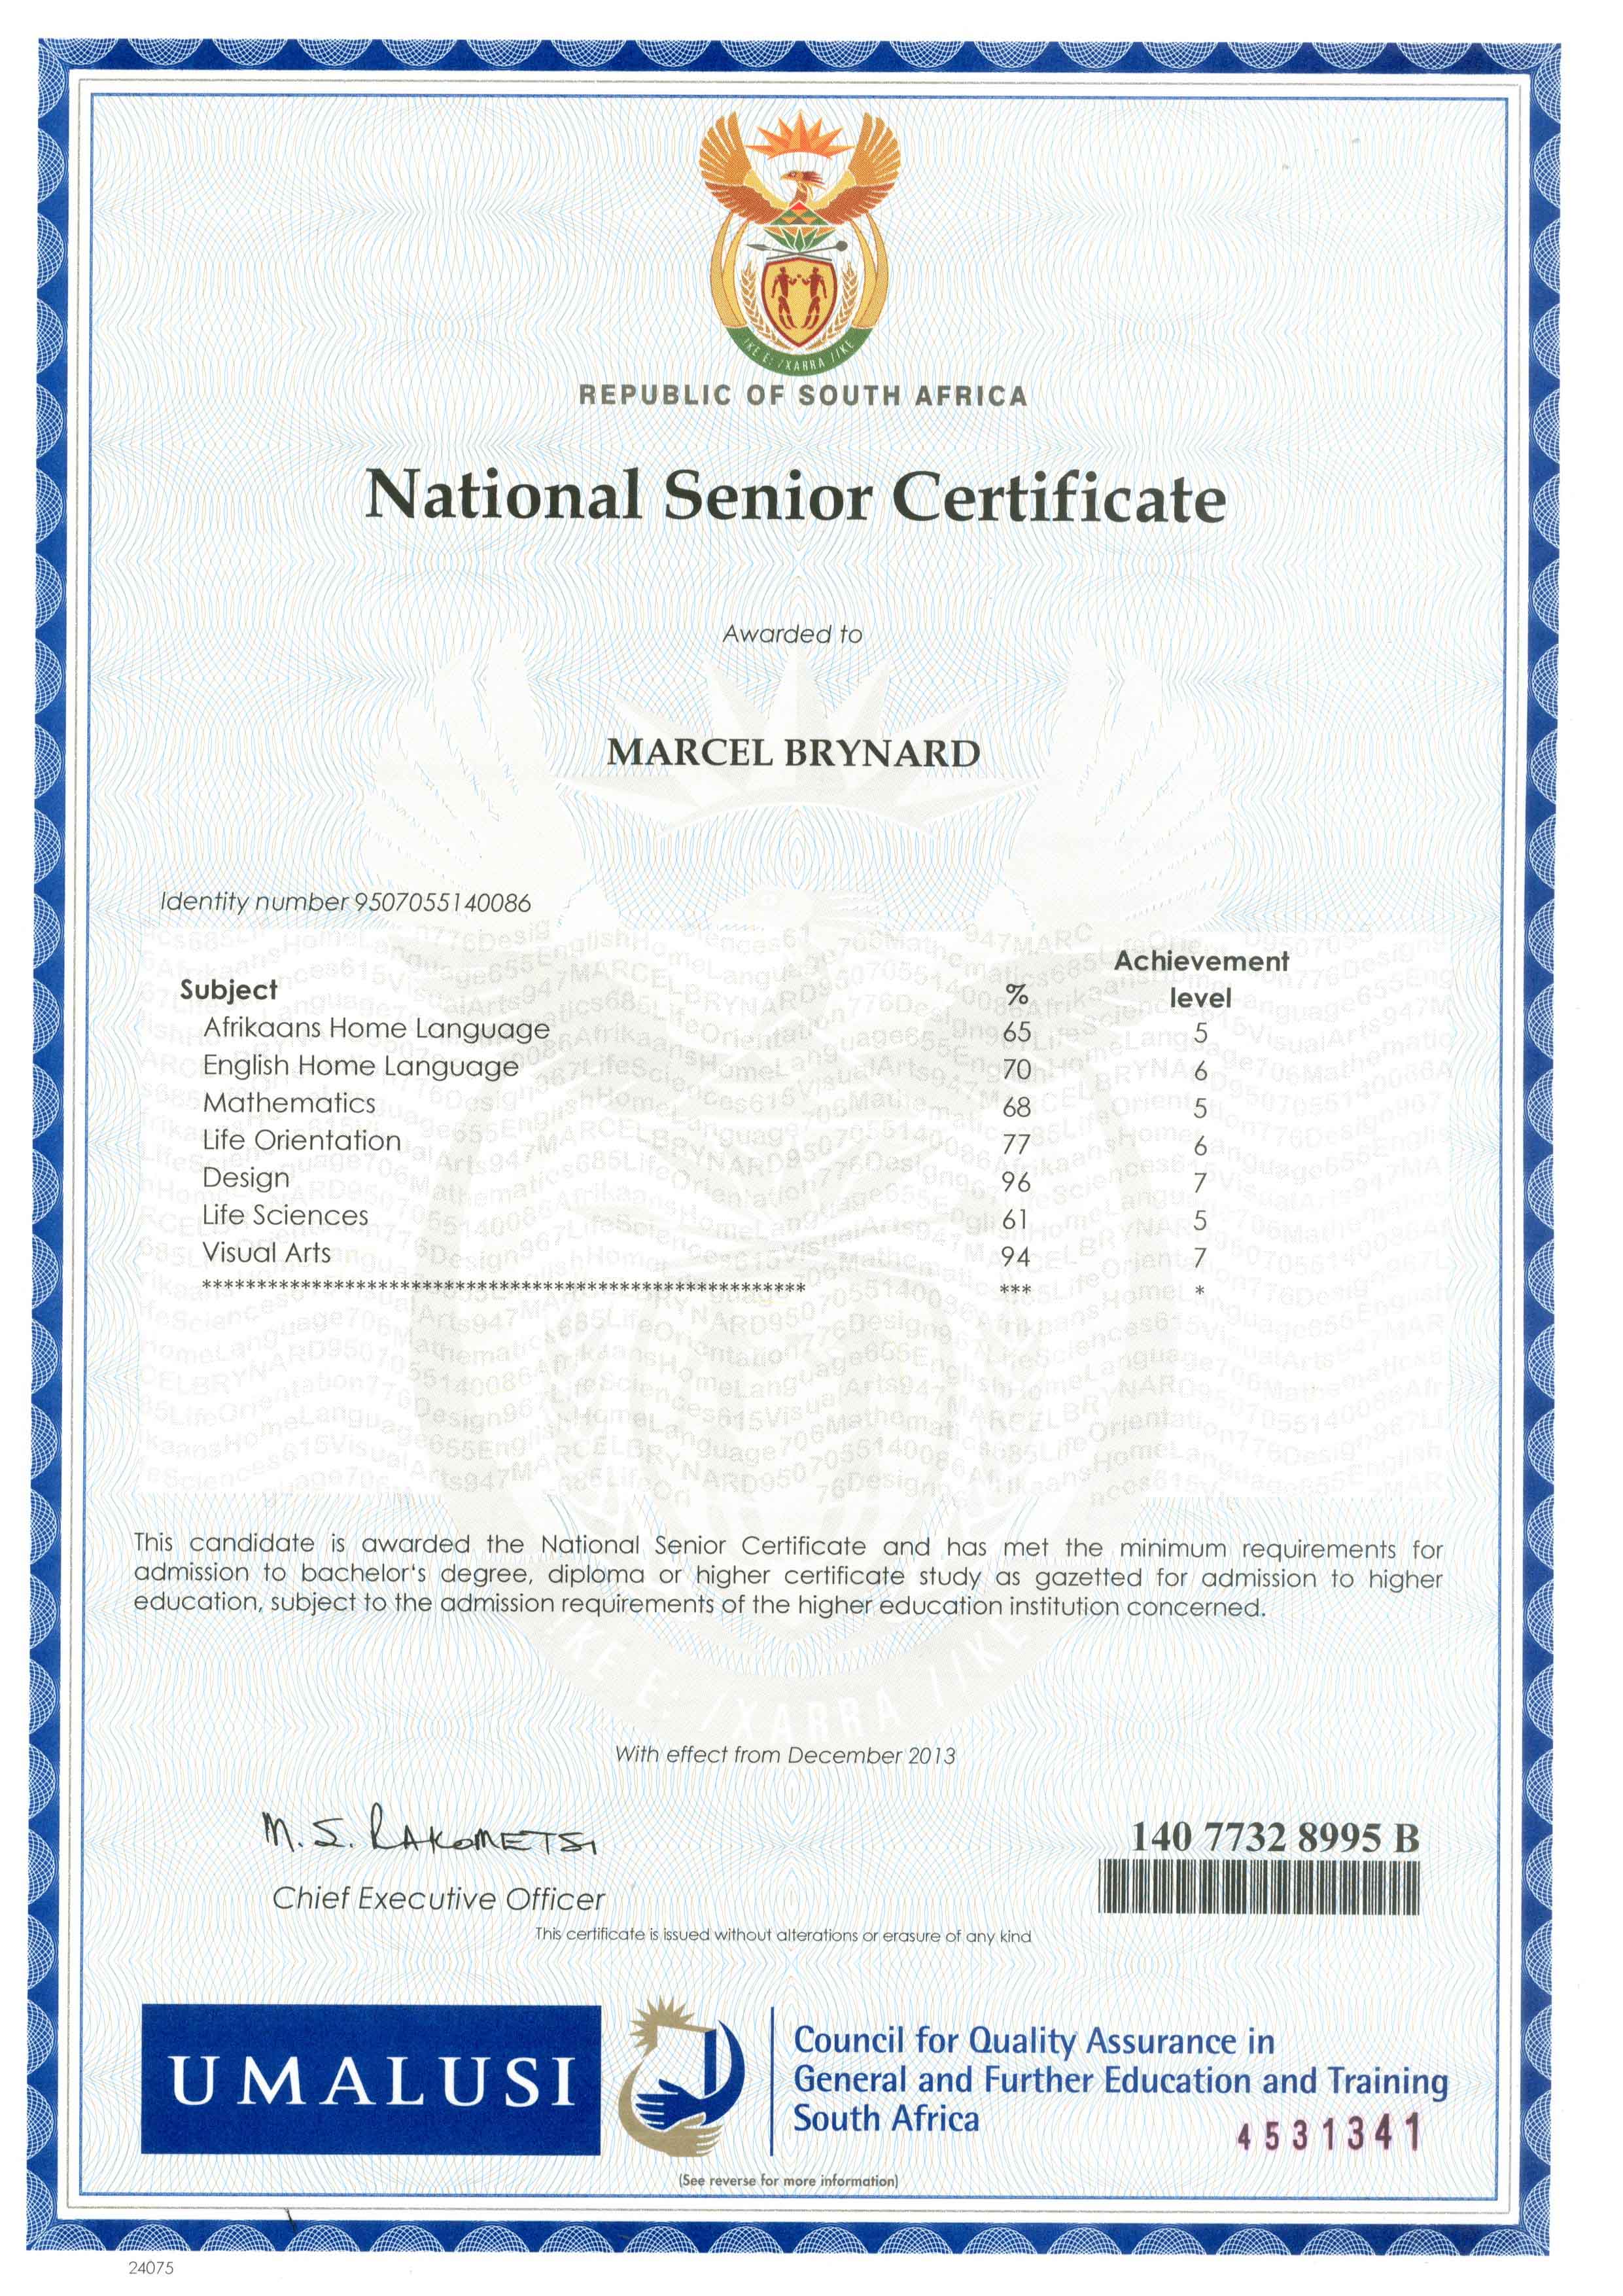 !KE E: /XARRA //KE
REPUBLIC OF SOUTH AFRICA
National Senior Certificate
Awarded to
MARCEL BRYNARD
Identity number 9507055140086
Subject % Achievement level
Afrikaans Home Language 65 5
English Home Language 70 6
Mathematics 68 5
Life Orientation 77 6
Design 96 7
Life Sciences 61 5
Visual Arts 94 7
******************************************************* *** *
This candidate is awarded the National Senior Certificate and has met the minimum requirements for
admission to bachelor's degree, diploma or higher certificate study as gazetted for admission to higher
education, subject to the admission requirements of the higher education institution concerned.
With effect from December 2013
M.S. RAKOMETSI
140 7732 8995 B
Chief Executive Officer
This certificate is issued without alterations or erasure of any kind
UMALUSI
Council for Quality Assurance in
General and Further Education and Training
South Africa
4531341
(See reverse for more information)
24075